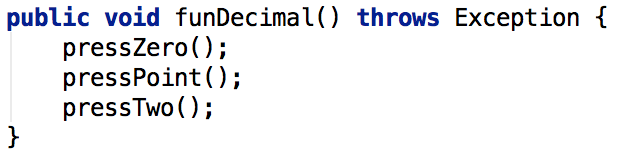 public void funDecimal() throws Exception {
    pressZero();
    pressPoint();
    pressTwo();
}